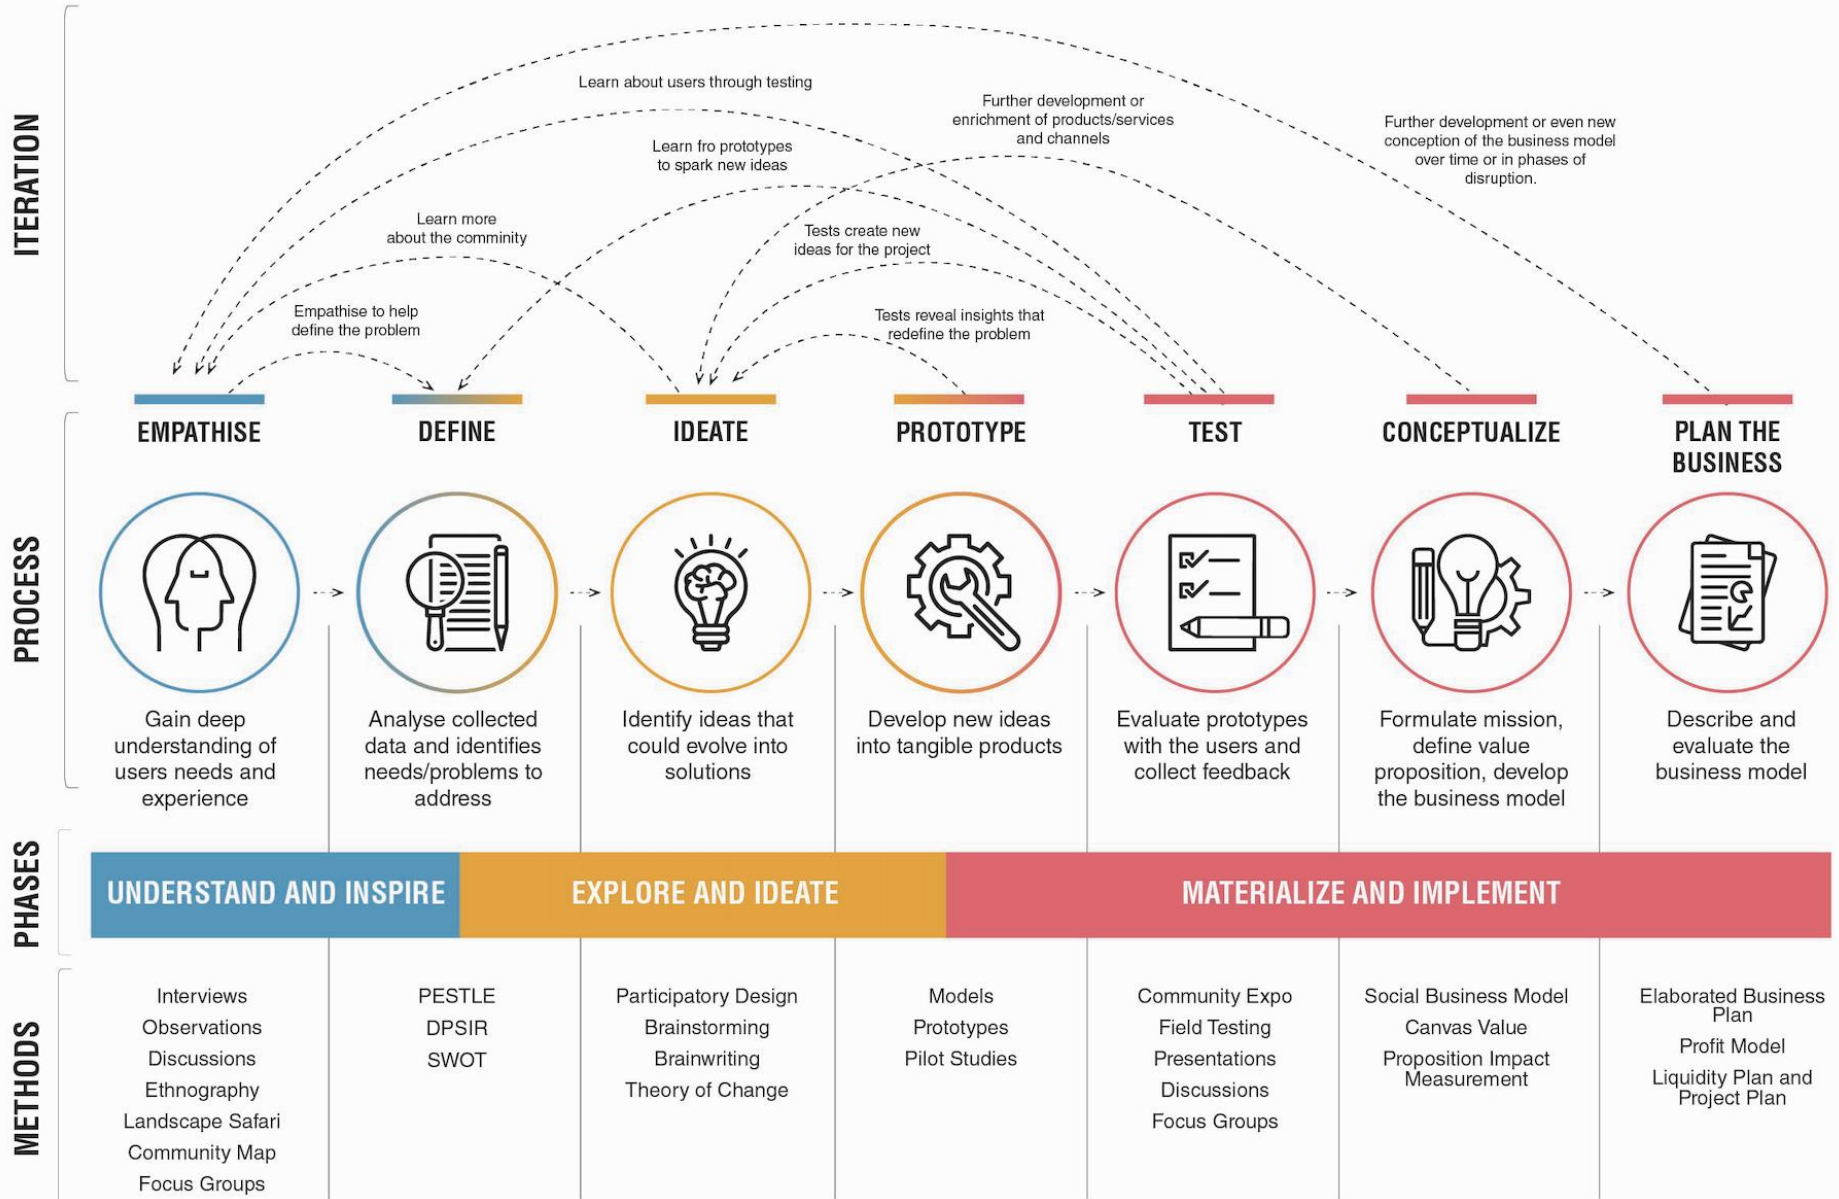 ITERATION
Learn about users through testing
Further development or
enrichment of products/services
and channels
Further development or even new
conception of the business model
over time or in phases of
disruption.
Learn fro prototypes
to spark new ideas
Learn more
about the comminity
Tests create new
ideas for the project
Empathise to help
define the problem
Tests reveal insights that
redefine the problem
PROCESS
EMPATHISE
DEFINE
IDEATE
PROTOTYPE
TEST
CONCEPTUALIZE
PLAN THE
BUSINESS
Gain deep
understanding of
users needs and
experience
Analyse collected
data and identifies
needs/problems to
address
Identify ideas that
could evolve into
solutions
Develop new ideas
into tangible products
Evaluate prototypes
with the users and
collect feedback
Formulate mission,
define value
proposition, develop
the business model
Describe and
evaluate the
business model
PHASES
UNDERSTAND AND INSPIRE
EXPLORE AND IDEATE
MATERIALIZE AND IMPLEMENT
METHODS
Interviews
Observations
Discussions
Ethnography
Landscape Safari
Community Map
Focus Groups
PESTLE
DPSIR
SWOT
Participatory Design
Brainstorming
Brainwriting
Theory of Change
Models
Prototypes
Pilot Studies
Community Expo
Field Testing
Presentations
Discussions
Focus Groups
Social Business Model
Canvas Value
Proposition Impact
Measurement
Elaborated Business
Plan
Profit Model
Liquidity Plan and
Project Plan